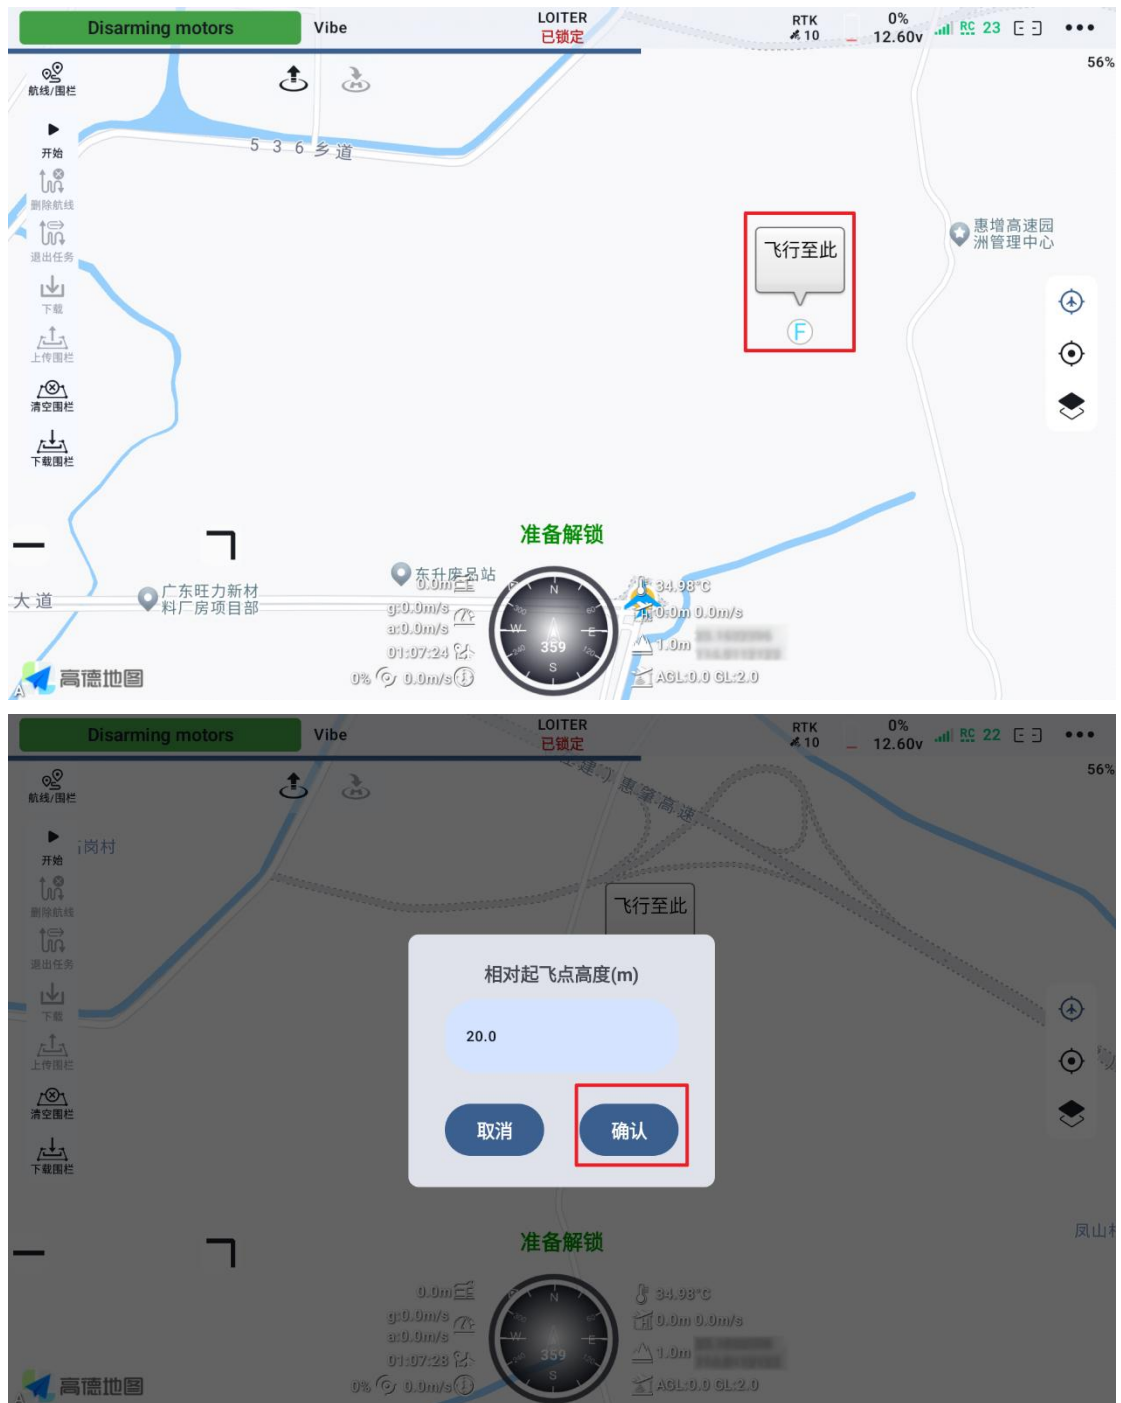 Disarming motors
Vibe
LOITER
已锁定
RTK
10
0%
12.60v
RC 23
56%
航线/围栏
开始
删除航线
退出任务
下载
上传围栏
清空围栏
下载围栏
536乡道
飞行至此
F
惠增高速园
洲管理中心
准备解锁
大道
广东旺力新材
料厂房项目部
东升废品站
0.0m
g:0.0m/s
a:0.0m/s
01:07:24
0% 0.0m/s
N
60
E
120
S
240
W
300
359
34.98°C
0.0m 0.0m/s
1.0m
AGL:0.0 GL:2.0
高德地图
Disarming motors
Vibe
LOITER
已锁定
RTK
10
0%
12.60v
RC 22
56%
航线/围栏
开始
岗村
删除航线
退出任务
下载
上传围栏
清空围栏
下载围栏
惠肇高速
飞行至此
相对起飞点高度(m)
20.0
取消
确认
准备解锁
凤山村
0.0m
g:0.0m/s
a:0.0m/s
01:07:28
0% 0.0m/s
N
E
S
W
359
34.98°C
0.0m 0.0m/s
1.0m
AGL:0.0 GL:2.0
高德地图